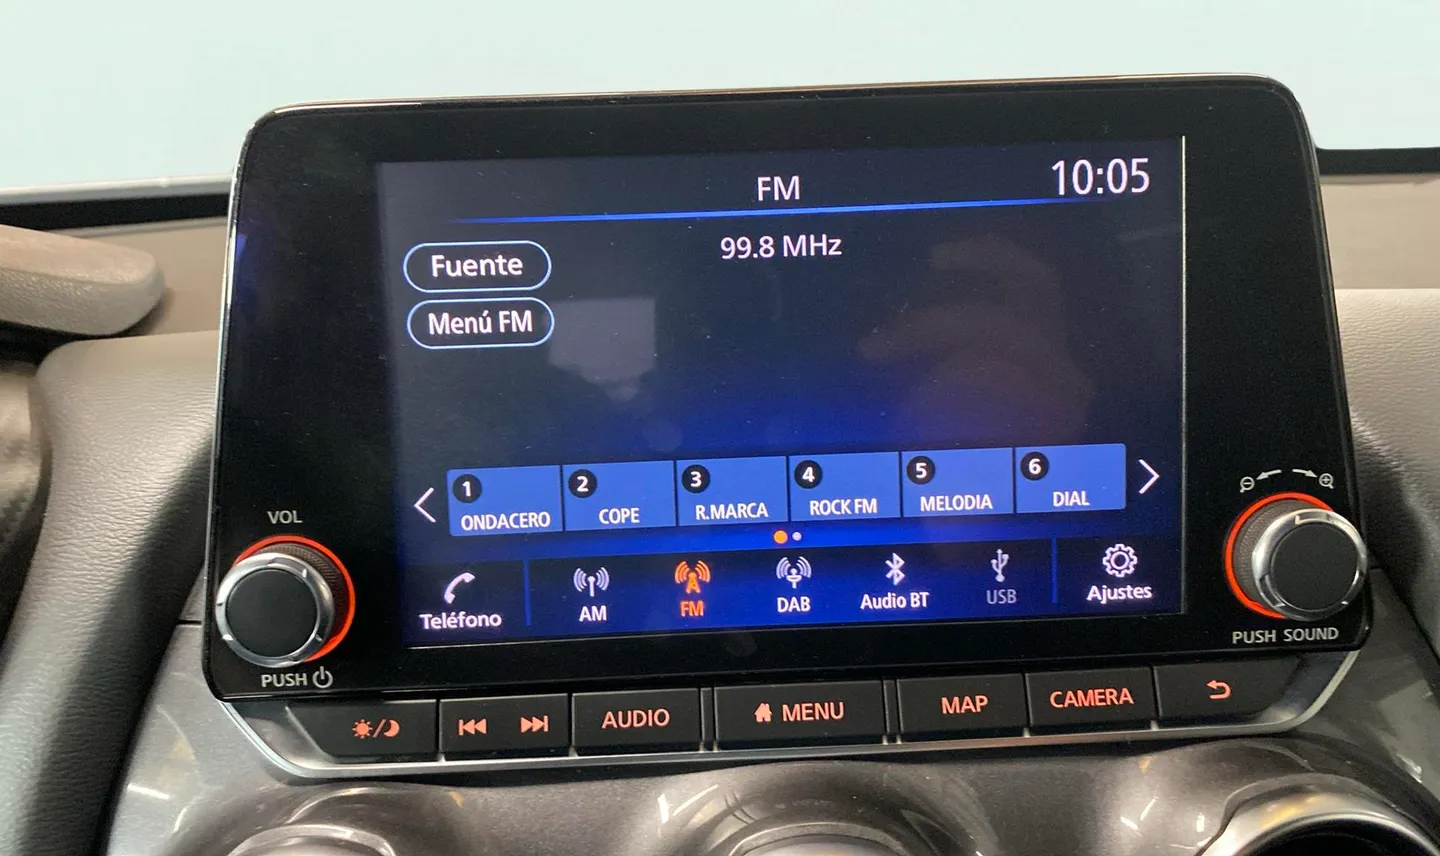 FM
10:05
99.8 MHz
Fuente
Menú FM
1 ONDACERO
2 COPE
3 R.MARCA
4 ROCK FM
5 MELODIA
6 DIAL
Teléfono
AM
FM
DAB
Audio BT
USB
Ajustes
VOL
PUSH
PUSH SOUND
AUDIO
MENU
MAP
CAMERA